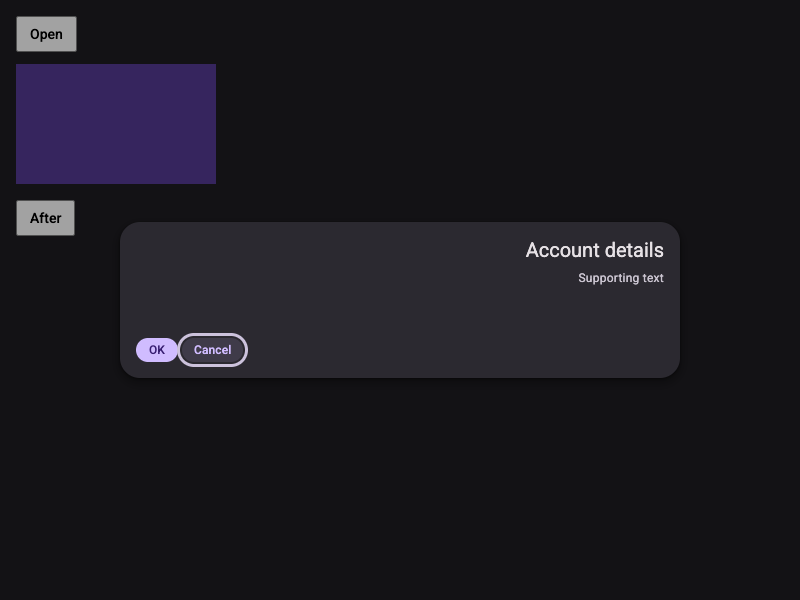 Open
After
Account details
Supporting text
OK
Cancel